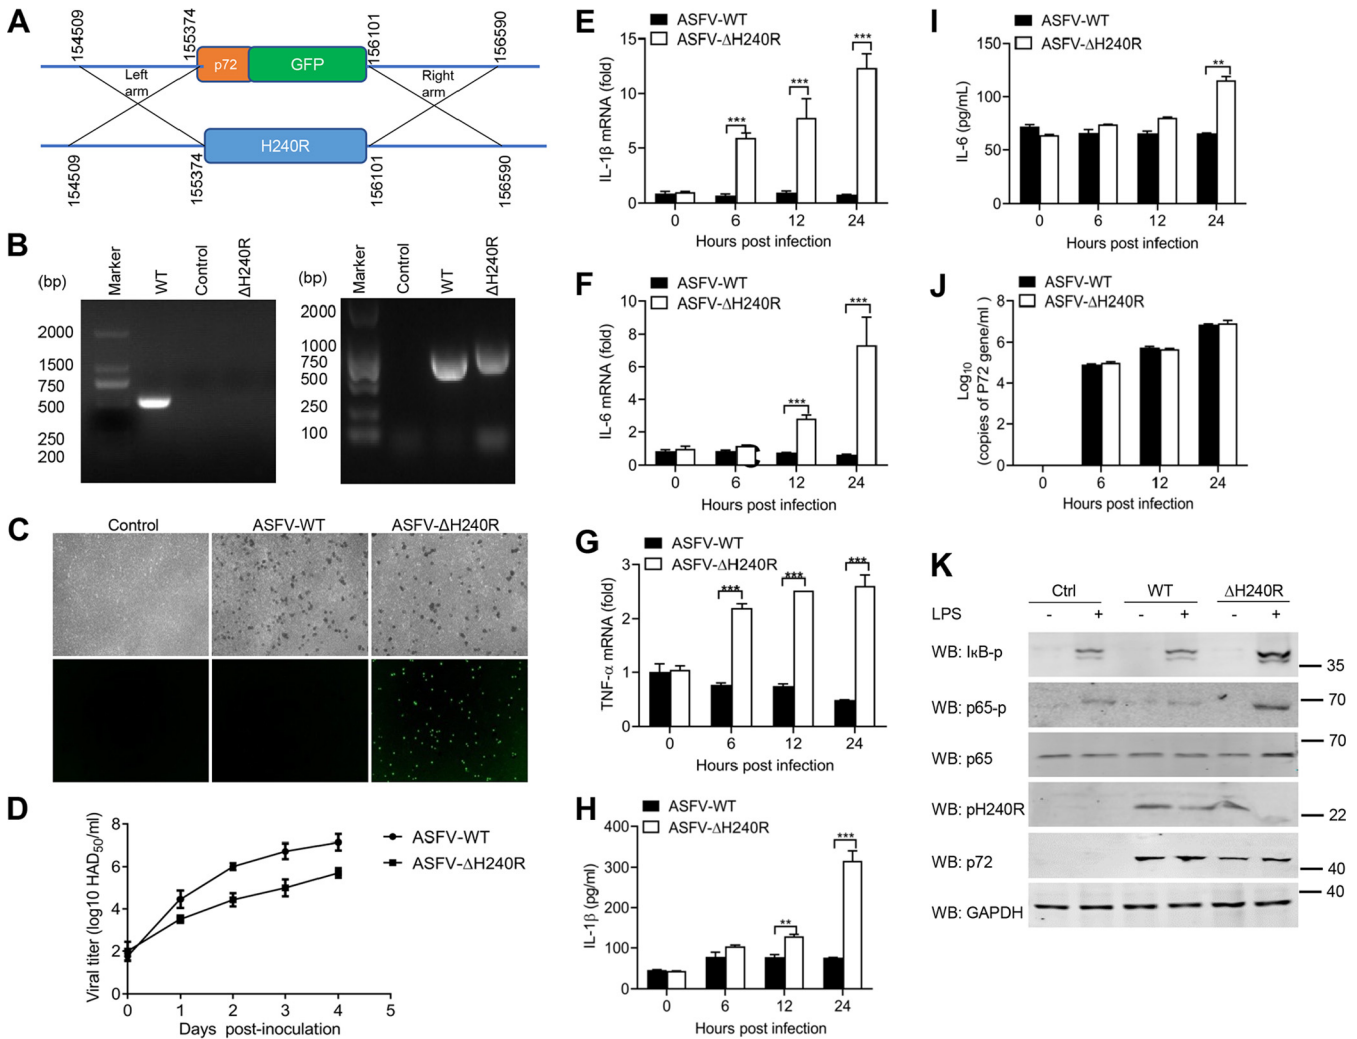 A
154509
155374
p72
GFP
156101
156590
Left
arm
Right
arm
H240R
154509
155374
156101
156590
B
(bp)
Marker
WT
Control
ΔH240R
2000
1500
750
500
250
200
(bp)
Marker
Control
WT
ΔH240R
2000
1000
750
500
250
100
C
Control
ASFV-WT
ASFV-ΔH240R
D
Viral titer (log10 HAD50/ml)
8
6
4
2
0
0 1 2 3 4 5
Days post-inoculation
ASFV-WT
ASFV-ΔH240R
E
ASFV-WT
ASFV-ΔH240R
IL-1β mRNA (fold)
15
10
5
0
*** *** ***
0 6 12 24
Hours post infection
F
ASFV-WT
ASFV-ΔH240R
IL-6 mRNA (fold)
10
8
6
4
2
0
*** ***
C
0 6 12 24
Hours post infection
G
ASFV-WT
ASFV-ΔH240R
TNF-α mRNA (fold)
3
2
1
0
*** *** ***
0 6 12 24
Hours post infection
H
ASFV-WT
ASFV-ΔH240R
IL-1β (pg/ml)
400
300
200
100
0
** ***
0 6 12 24
Hours post infection
I
ASFV-WT
ASFV-ΔH240R
IL-6 (pg/mL)
150
100
50
0
**
0 6 12 24
Hours post infection
J
ASFV-WT
ASFV-ΔH240R
Log10
(copies of P72 gene/ml)
8
6
4
2
0
0 6 12 24
Hours post infection
K
Ctrl WT ΔH240R
LPS - + - + - +
WB: IκB-p
35
WB: p65-p
70
WB: p65
70
WB: pH240R
22
WB: p72
40
WB: GAPDH
40